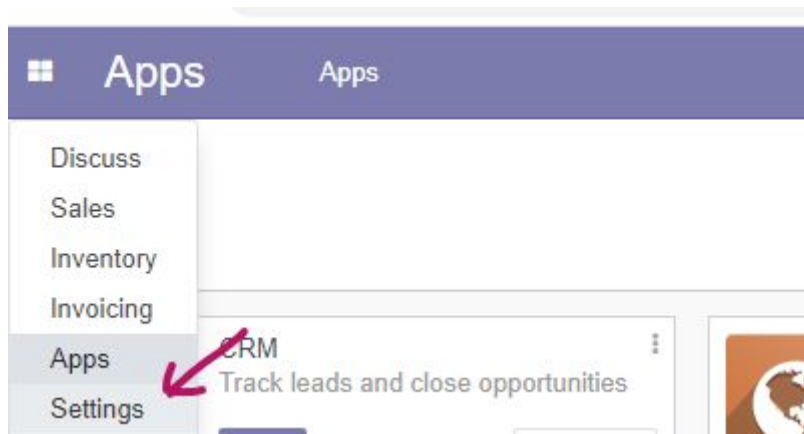 Apps Apps
Discuss
Sales
Inventory
Invoicing
Apps
Settings
CRM
Track leads and close opportunities